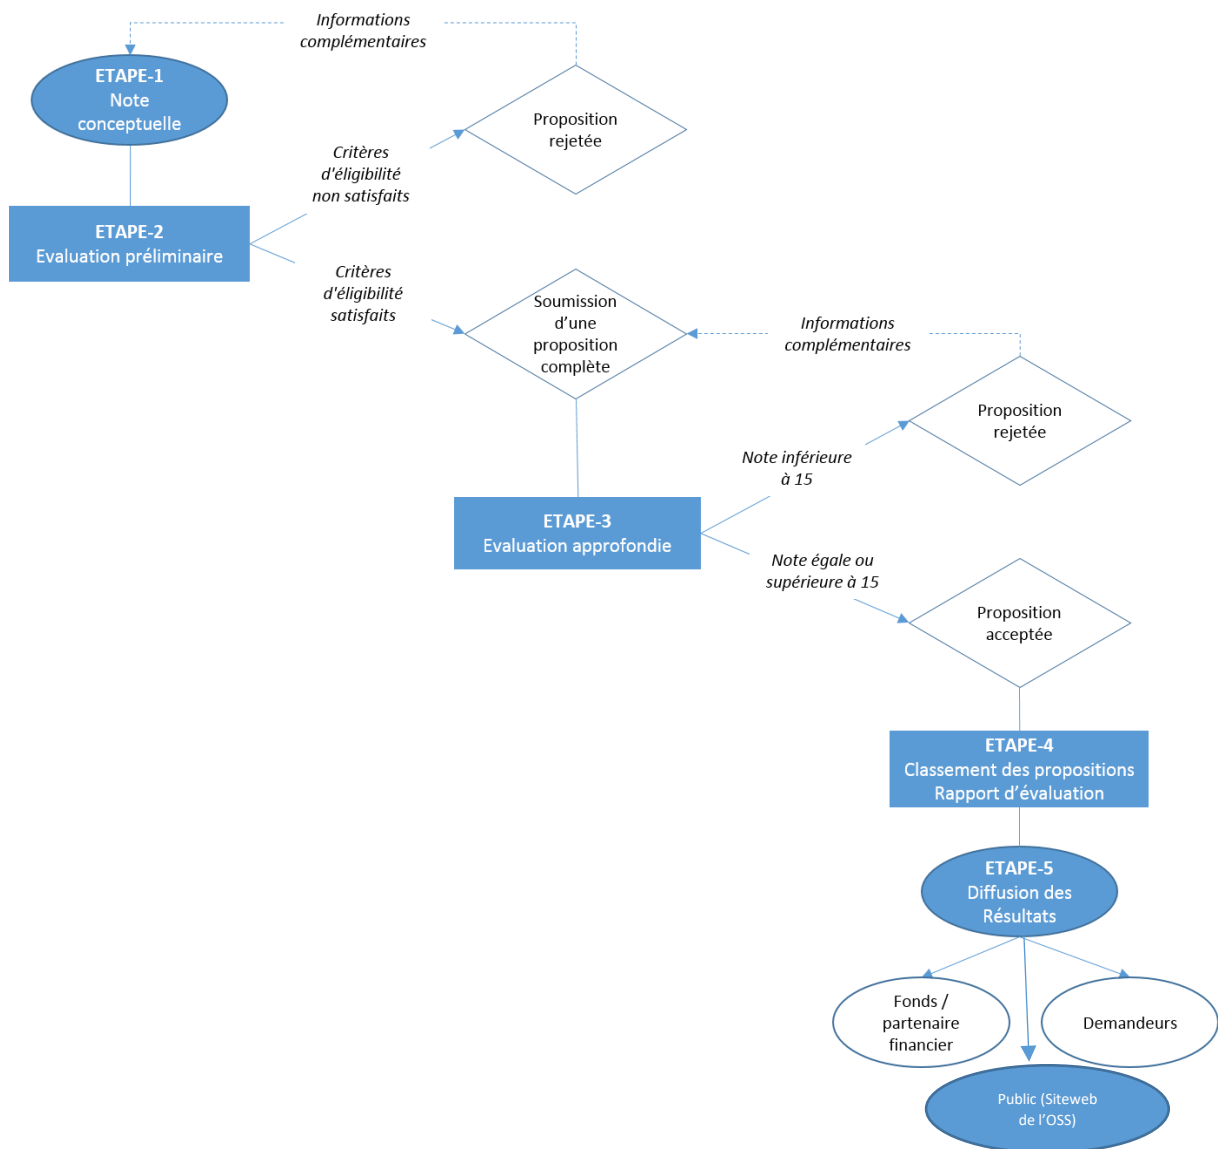 Informations
complémentaires
ETAPE-1
Note
conceptuelle
Proposition
rejetée
Critères
d'éligibilité
non satisfaits
ETAPE-2
Evaluation préliminaire
Critères
d'éligibilité
satisfaits
Soumission
d’une
proposition
complète
Informations
complémentaires
Proposition
rejetée
Note inférieure
à 15
ETAPE-3
Evaluation approfondie
Note égale ou
supérieure à 15
Proposition
acceptée
ETAPE-4
Classement des propositions
Rapport d’évaluation
ETAPE-5
Diffusion des
Résultats
Fonds /
partenaire
financier
Demandeurs
Public (Siteweb
de l’OSS)